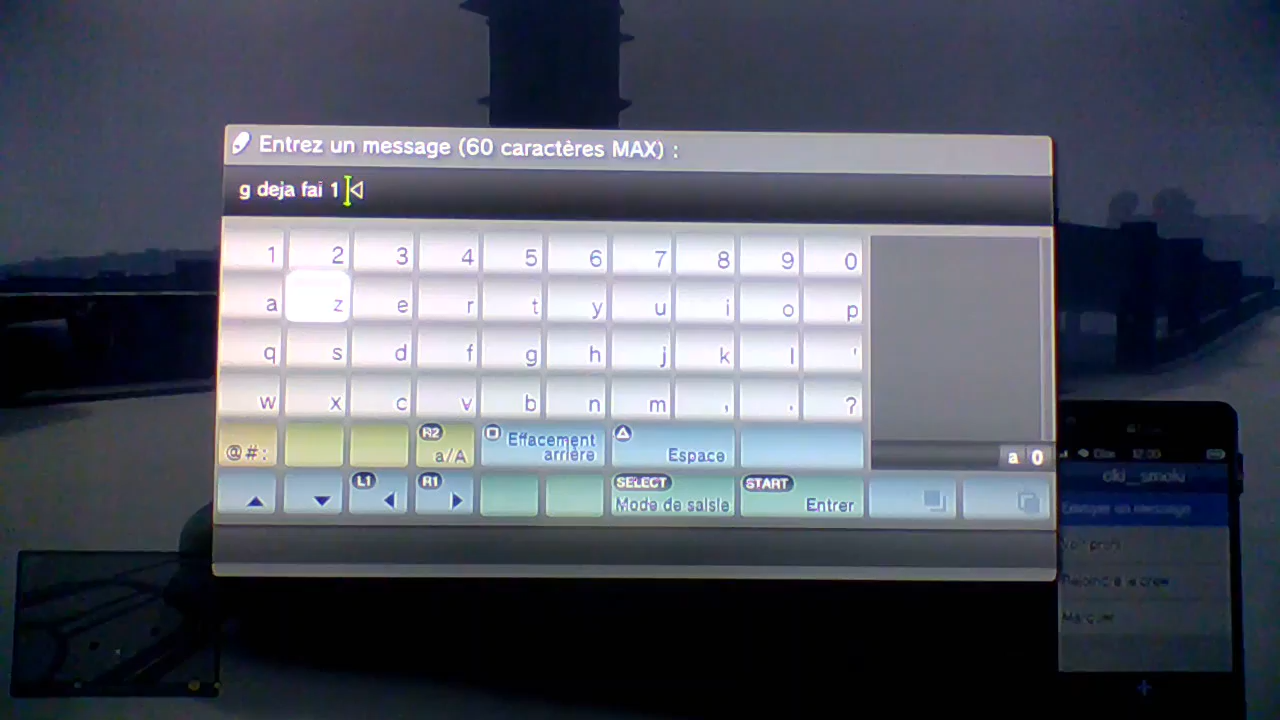 Entrez un message (60 caractères MAX) :
g deja fai 1
1 2 3 4 5 6 7 8 9 0
a z e r t y u i o p
q s d f g h j k l '
w x c v b n m , . ?
@#: R2 a/A Effacement arrière Espace
a 0
L1 R1 SELECT Mode de saisie START Entrer
Envoyer un message
Voir profil
Marquer